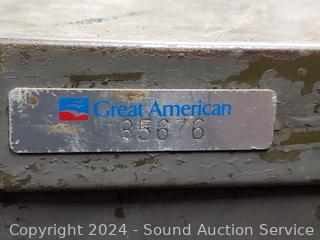 Great American
85676
Copyright © 2024 - Sound Auction Service